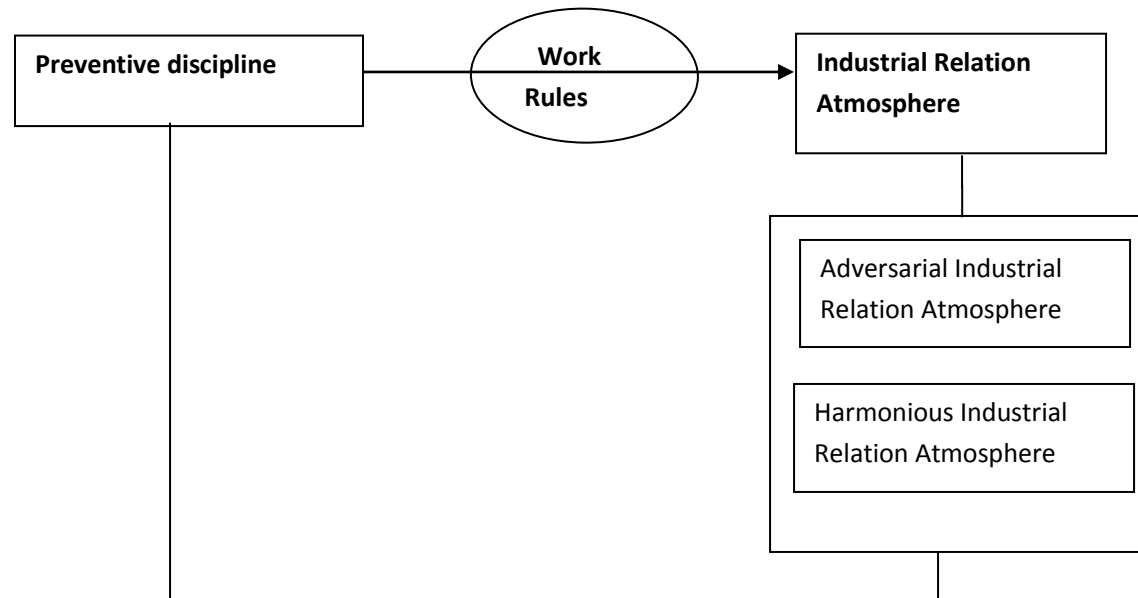 Preventive discipline
Work
Rules
Industrial Relation
Atmosphere
Adversarial Industrial
Relation Atmosphere
Harmonious Industrial
Relation Atmosphere